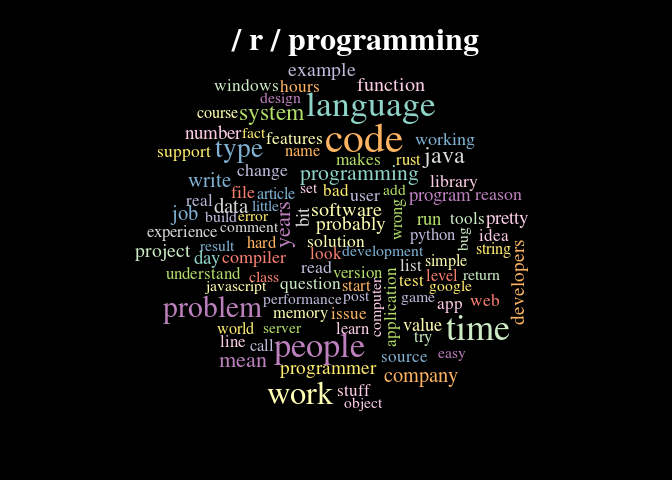 / r / programming
example
windows hours function
design
course system language
number fact features code working
support type name makes rust java
write change programming library
file article set bad user add program reason
real data little
job build error years bit software wrong run tools pretty
experience comment probably python bug idea
project result hard solution string
day compiler look development
understand class read version list simple level return developers
javascript question start application test google
problem performance post computer game app web
memory issue value time
world server learn try
line call people source easy
mean programmer company
work stuff
object